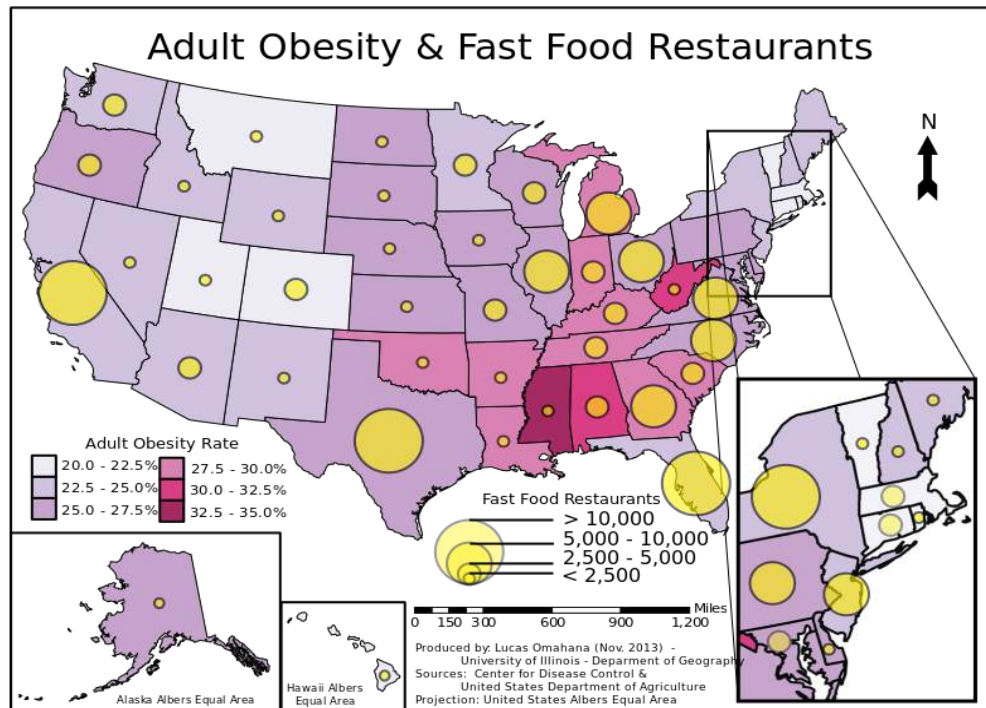 Adult Obesity & Fast Food Restaurants
N
Adult Obesity Rate
20.0 - 22.5%
22.5 - 25.0%
25.0 - 27.5%
27.5 - 30.0%
30.0 - 32.5%
32.5 - 35.0%
Fast Food Restaurants
> 10,000
5,000 - 10,000
2,500 - 5,000
< 2,500
Miles
0 150 300 600 900 1,200
Alaska Albers Equal Area
Hawaii Albers
Equal Area
Produced by: Lucas Omahana (Nov. 2013) -
University of Illinois - Deparment of Geography
Sources: Center for Disease Control &
United States Department of Agriculture
Projection: United States Albers Equal Area